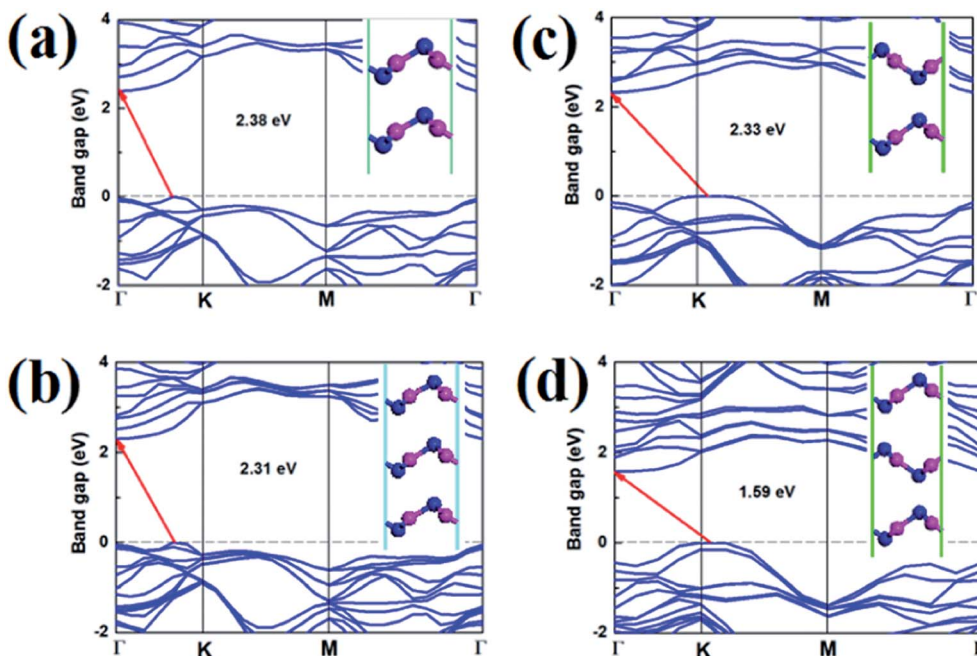 (a)
Band gap (eV)
4
2
0
-2
2.38 eV
Γ K M Γ
(c)
Band gap (eV)
4
2
0
-2
2.33 eV
Γ K M Γ
(b)
Band gap (eV)
4
2
0
-2
2.31 eV
Γ K M Γ
(d)
Band gap (eV)
4
2
0
-2
1.59 eV
Γ K M Γ